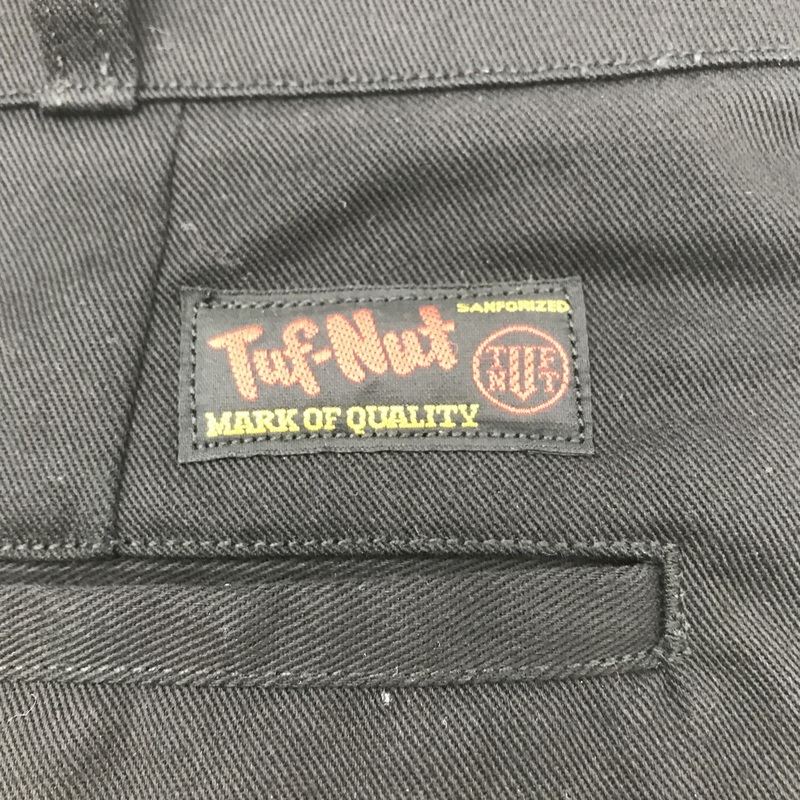 SANFORIZED
Tuf-Nut
TUF
NUT
MARK OF QUALITY